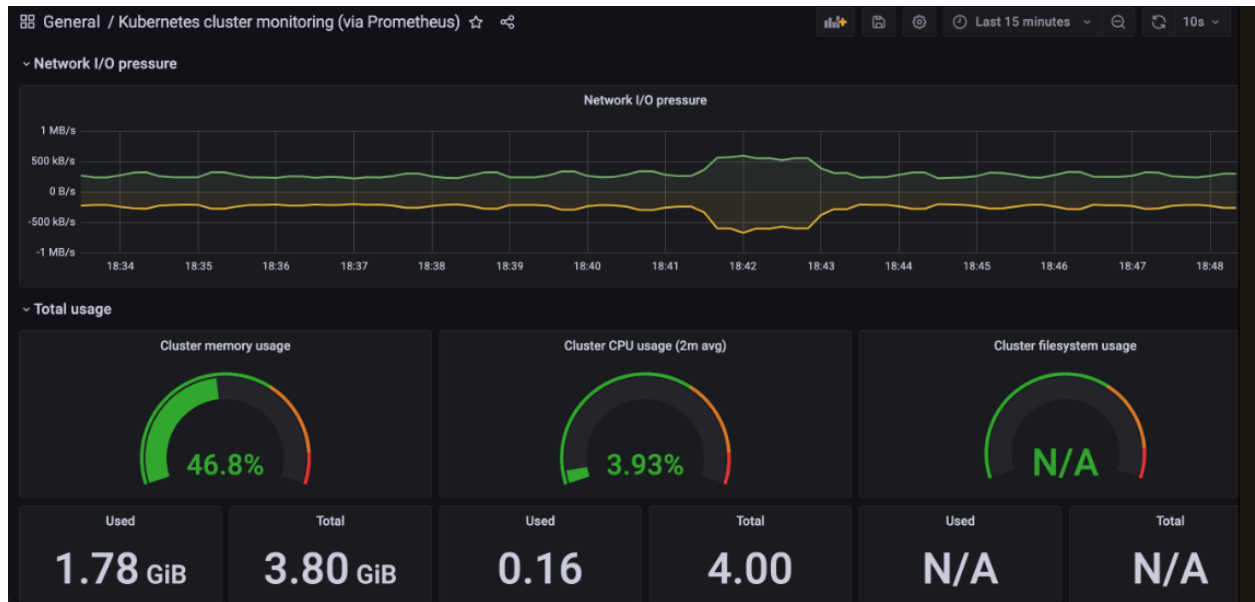 General / Kubernetes cluster monitoring (via Prometheus)
Last 15 minutes
10s
Network I/O pressure
Network I/O pressure
1 MB/s
500 kB/s
0 B/s
-500 kB/s
-1 MB/s
18:34 18:35 18:36 18:37 18:38 18:39 18:40 18:41 18:42 18:43 18:44 18:45 18:46 18:47 18:48
Total usage
Cluster memory usage Cluster CPU usage (2m avg) Cluster filesystem usage
46.8% 3.93% N/A
Used Total Used Total Used Total
1.78 GiB 3.80 GiB 0.16 4.00 N/A N/A